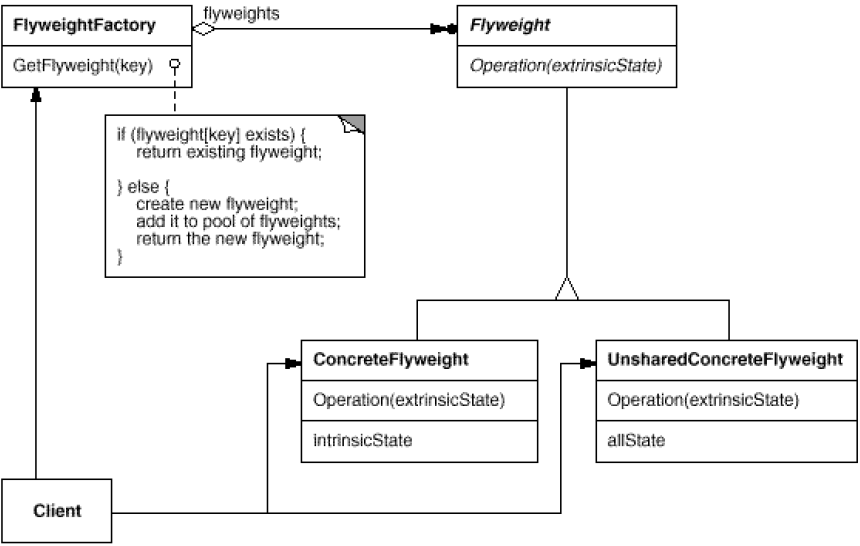 FlyweightFactory
flyweights
Flyweight
GetFlyweight(key)
Operation(extrinsicState)
if (flyweight[key] exists) {
return existing flyweight;
} else {
create new flyweight;
add it to pool of flyweights;
return the new flyweight;
}
ConcreteFlyweight
Operation(extrinsicState)
intrinsicState
UnsharedConcreteFlyweight
Operation(extrinsicState)
allState
Client